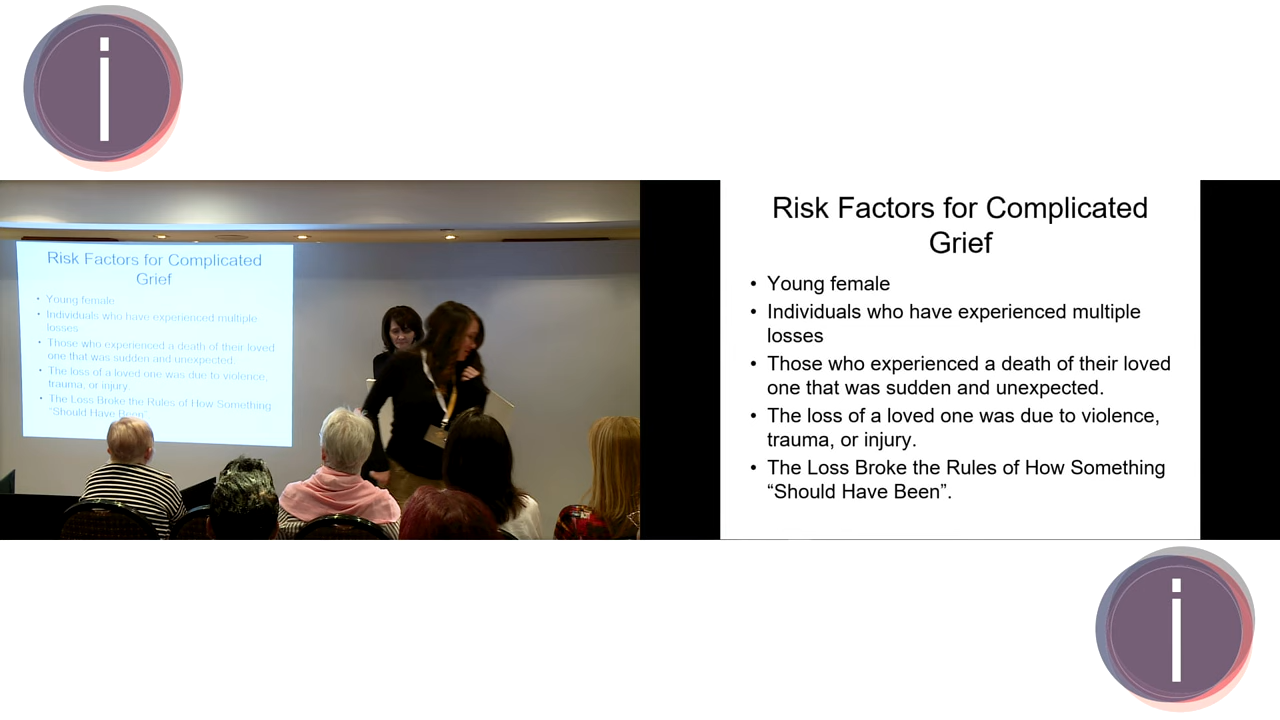 i
Risk Factors for Complicated
Grief
• Young female
• Individuals who have experienced multiple
losses
• Those who experienced a death of their loved
one that was sudden and unexpected
• The loss of a loved one was due to violence,
trauma, or injury.
• The Loss Broke the Rules of How Something
"Should Have Been"
Risk Factors for Complicated
Grief
• Young female
• Individuals who have experienced multiple
losses
• Those who experienced a death of their loved
one that was sudden and unexpected.
• The loss of a loved one was due to violence,
trauma, or injury.
• The Loss Broke the Rules of How Something
“Should Have Been”.
i